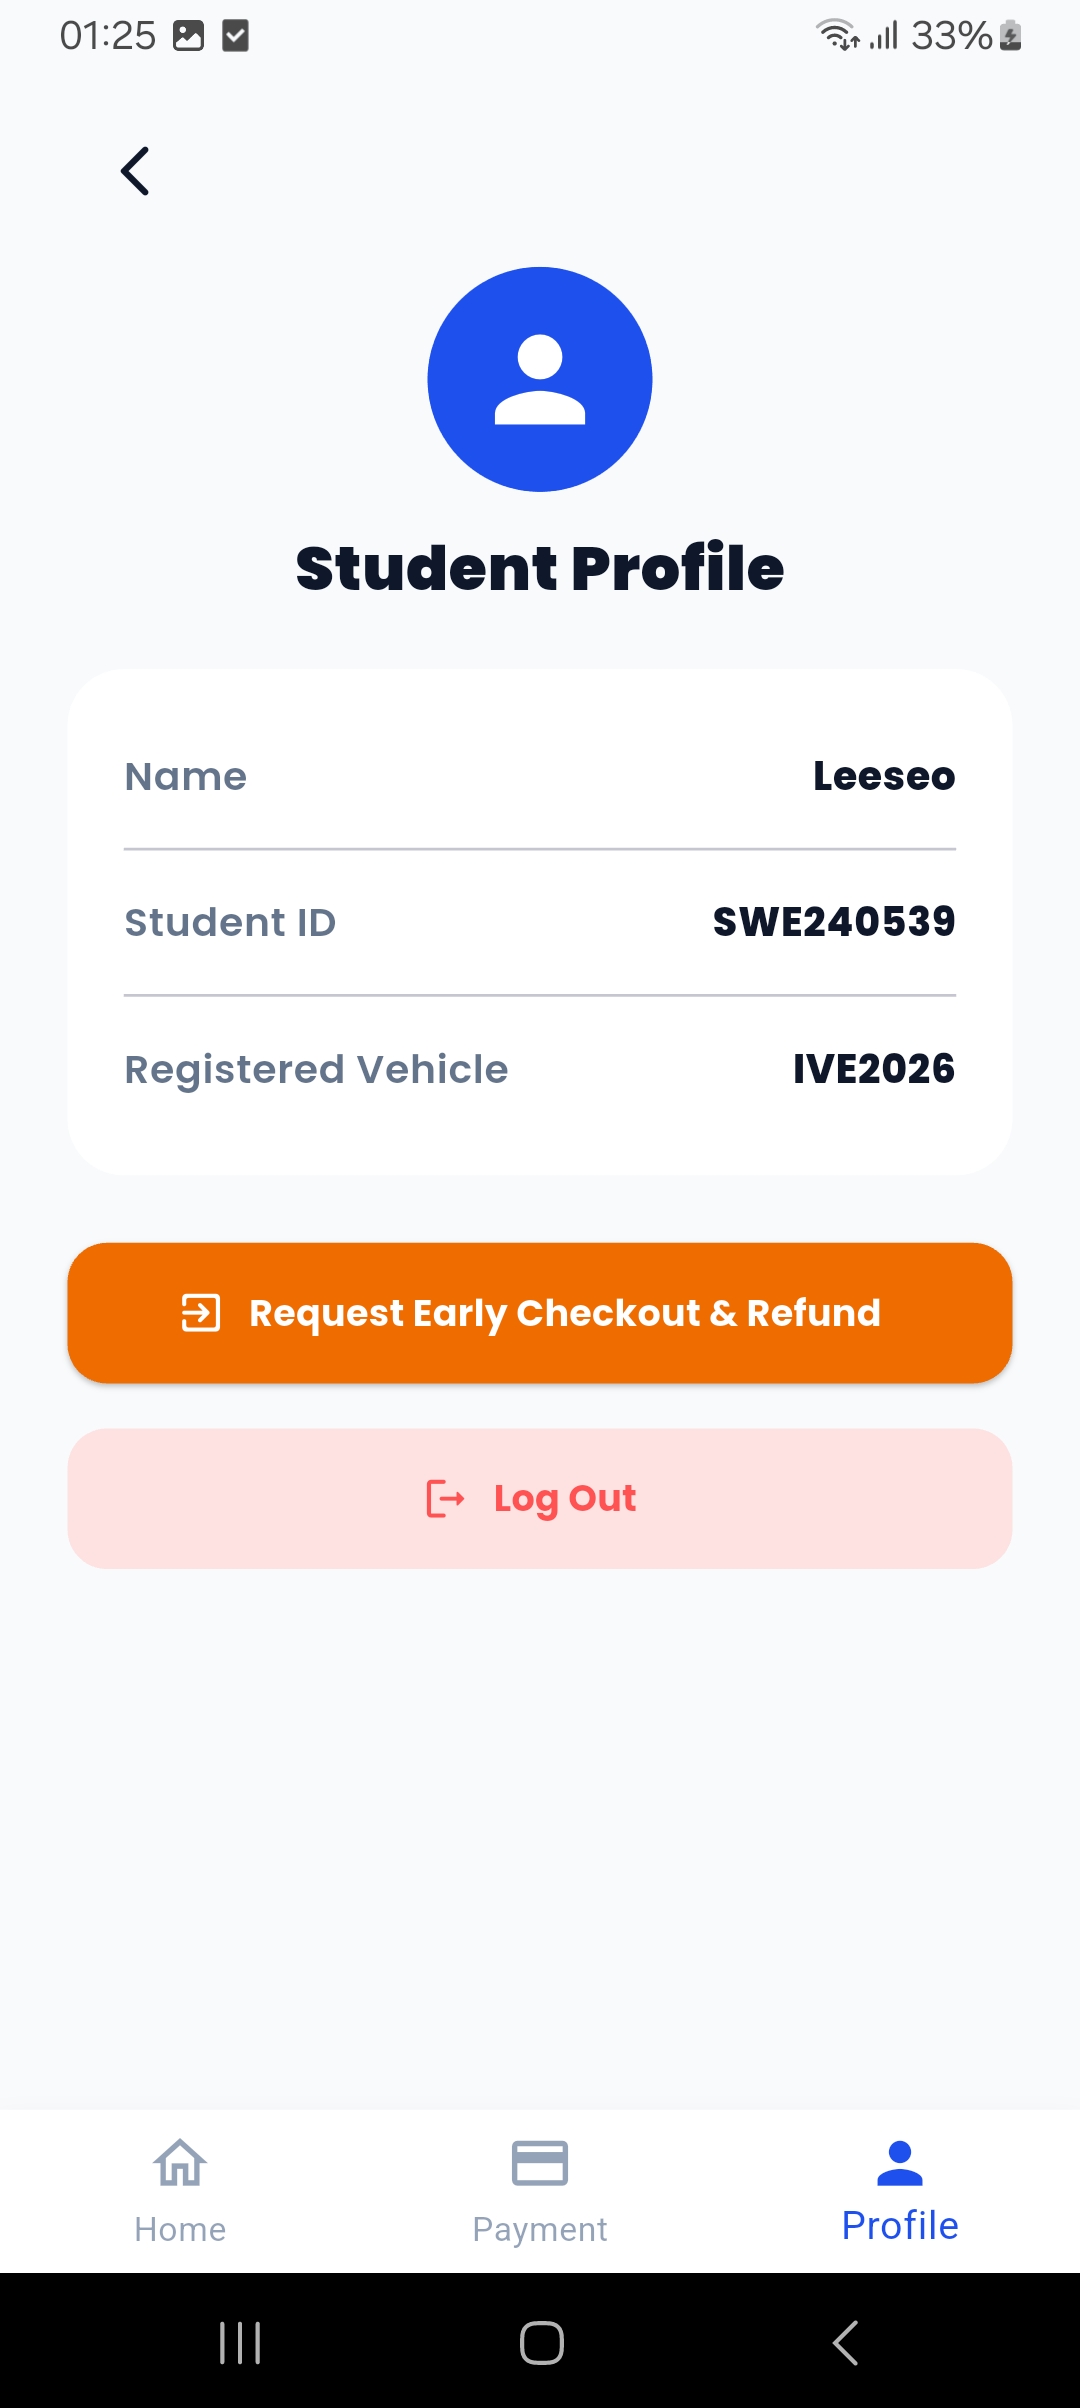 01:25 33%
Student Profile
Name Leeseo
Student ID SWE240539
Registered Vehicle IVE2026
Request Early Checkout & Refund
Log Out
Home Payment Profile